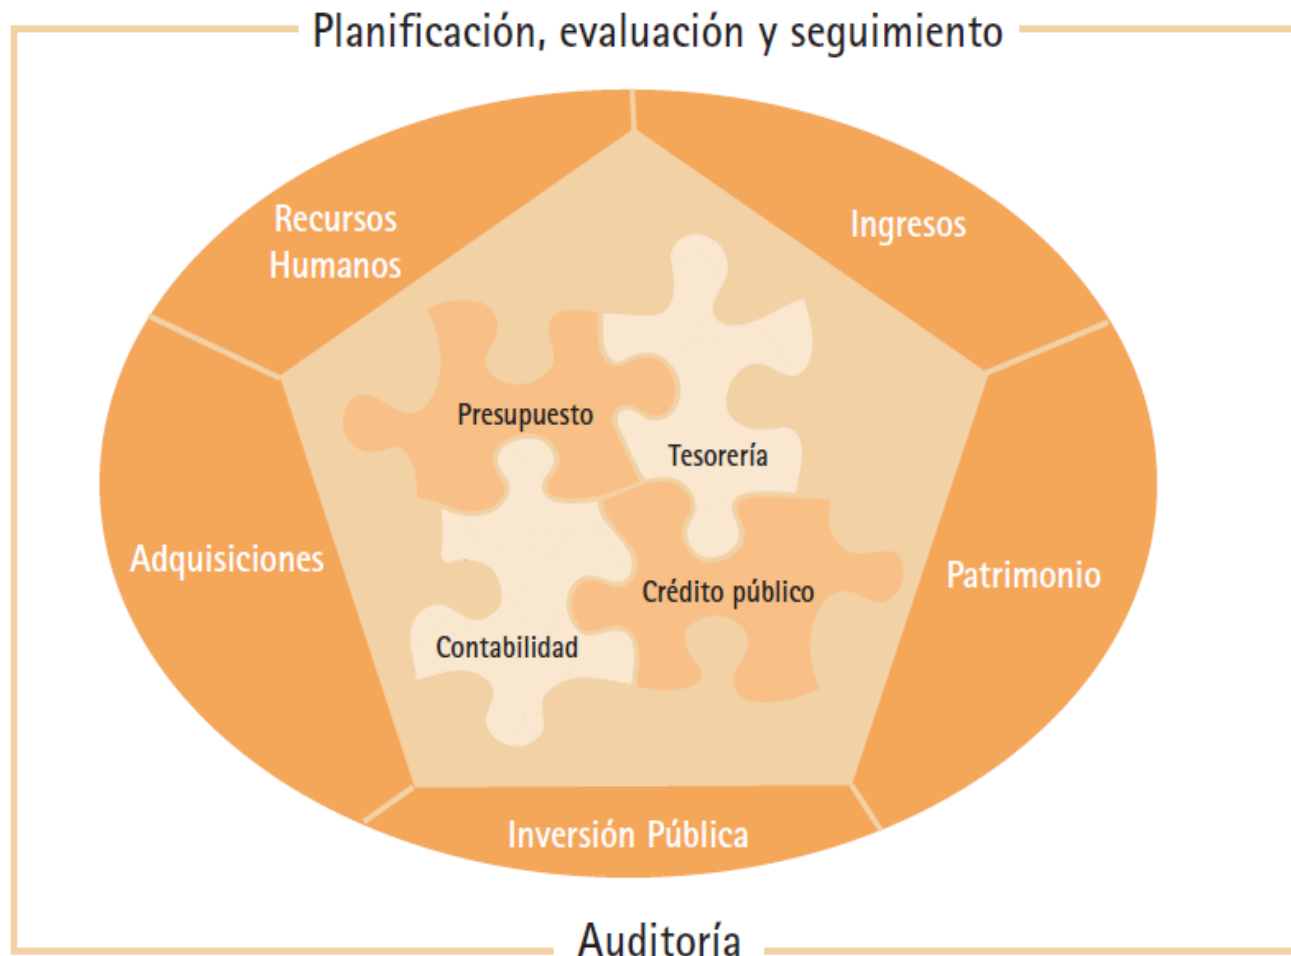 Planificación, evaluación y seguimiento
Recursos
Humanos
Ingresos
Presupuesto
Tesorería
Adquisiciones
Patrimonio
Crédito público
Contabilidad
Inversión Pública
Auditoría